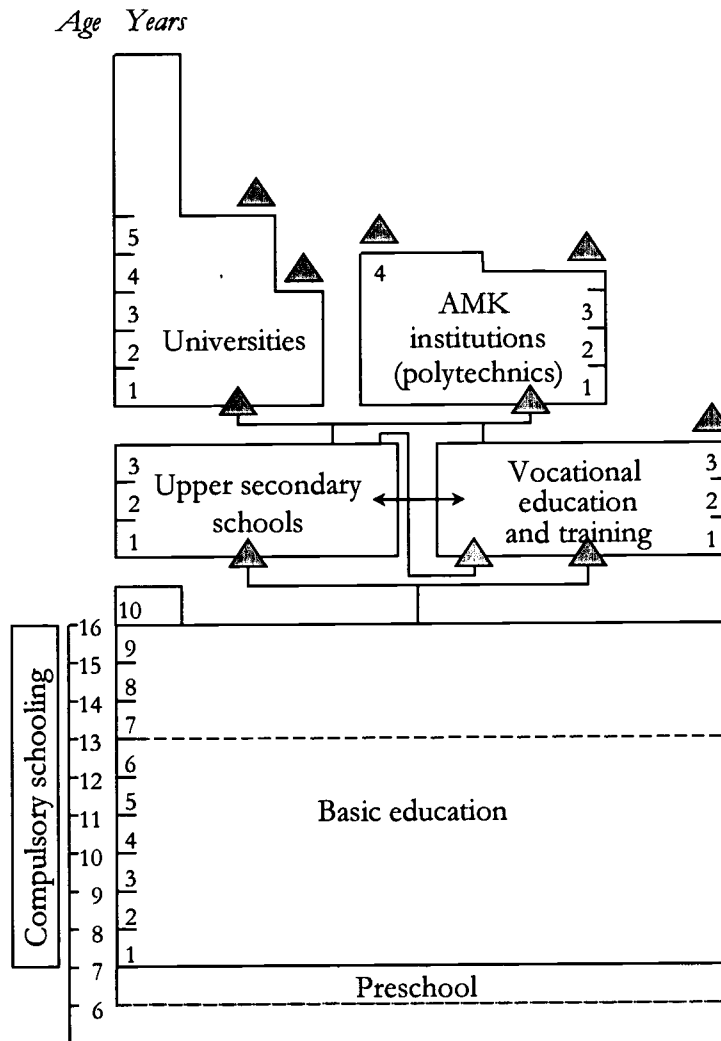 Age Years
5
4
3
2
1
Universities
4
AMK
institutions
(polytechnics)
3
2
1
3
2
1
Upper secondary
schools
Vocational
education
and training
3
2
1
10
Compulsory schooling
16
15
14
13
12
11
10
9
8
7
6
9
8
7
6
5
4
3
2
1
Basic education
Preschool